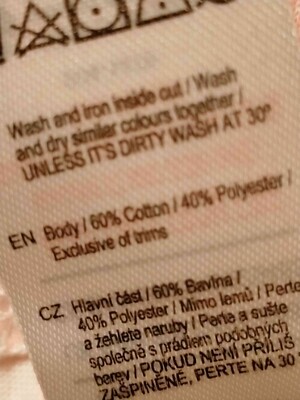 Wash and Iron inside out / Wash
and dry similar colours together /
UNLESS IT'S DIRTY WASH AT 30°
EN Body / 60% Cotton / 40% Polyester /
Exclusive of trims
CZ Hlavní část / 60% Bavlna /
40% Polyester / Mimo lemů / Perte
a žehlete naruby / Perte a sušte
společně s prádlem podobných
barev / POKUD NENÍ PŘÍLIŠ
ZAŠPINĚNÉ, PERTE NA 30